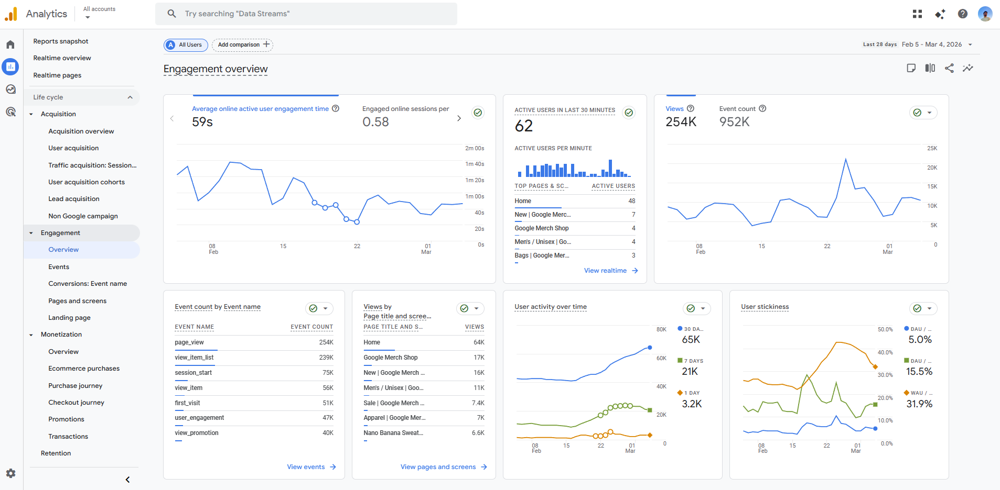 Analytics
All accounts
Try searching "Data Streams"
Reports snapshot
Realtime overview
Realtime pages
Life cycle
Acquisition
Acquisition overview
User acquisition
Traffic acquisition: Session...
User acquisition cohorts
Lead acquisition
Non Google campaign
Engagement
Overview
Events
Conversions: Event name
Pages and screens
Landing page
Monetization
Overview
Ecommerce purchases
Purchase journey
Checkout journey
Promotions
Transactions
Retention
A All Users
Add comparison
Last 28 days Feb 5 - Mar 4, 2026
Engagement overview
Average online active user engagement time
59s
Engaged online sessions per
0.58
2m 00s
1m 40s
1m 20s
1m 00s
40s
20s
0s
08 Feb
15
22
01 Mar
ACTIVE USERS IN LAST 30 MINUTES
62
ACTIVE USERS PER MINUTE
TOP PAGES & SC... ACTIVE USERS
Home 48
New | Google Merc... 7
Google Merch Shop 4
Men's / Unisex | Go... 4
Bags | Google Mer... 3
View realtime
Views
254K
Event count
952K
25K
20K
15K
10K
5K
0
08 Feb
15
22
01 Mar
Event count by Event name
EVENT NAME EVENT COUNT
page_view 254K
view_item_list 239K
session_start 75K
view_item 56K
first_visit 51K
user_engagement 47K
view_promotion 40K
View events
Views by
Page title and scree...
PAGE TITLE AND S... VIEWS
Home 64K
Google Merch Shop 17K
New | Google Merch ... 16K
Men's / Unisex | Goo... 11K
Sale | Google Merch ... 7.4K
Apparel | Google Mer... 7K
Nano Banana Sweat... 6.6K
View pages and screens
User activity over time
80K
60K
40K
20K
0
08 Feb
15
22
01 Mar
30 DA...
65K
7 DAYS
21K
1 DAY
3.2K
User stickiness
50.0%
40.0%
30.0%
20.0%
10.0%
0.0%
08 Feb
15
22
01 Mar
DAU / ...
5.0%
DAU / ...
15.5%
WAU / ...
31.9%